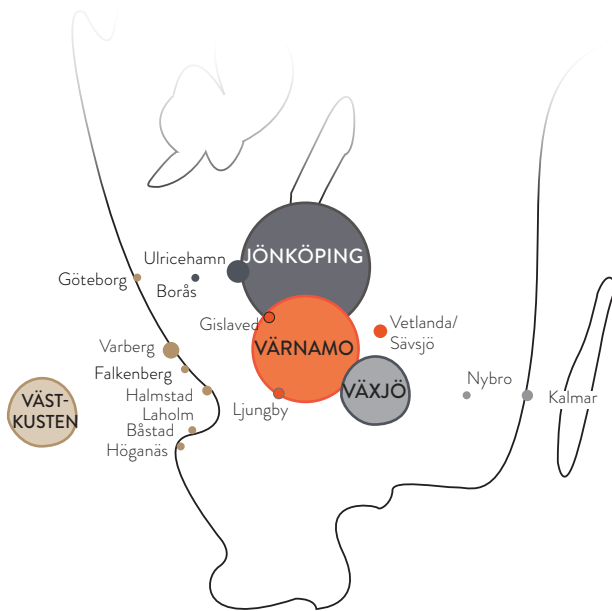 Ulricehamn
JÖNKÖPING
Göteborg
Borås
Gislaved
Vetlanda/
Sävsjö
Varberg
VÄRNAMO
Falkenberg
Nybro
VÄXJÖ
Halmstad
Kalmar
VÄST-
KUSTEN
Ljungby
Laholm
Båstad
Höganäs